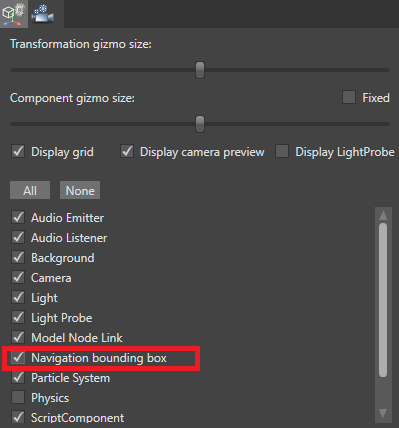 Transformation gizmo size:
Component gizmo size: Fixed
Display grid Display camera preview Display LightProbe
All None
Audio Emitter
Audio Listener
Background
Camera
Light
Light Probe
Model Node Link
Navigation bounding box
Particle System
Physics
ScriptComponent